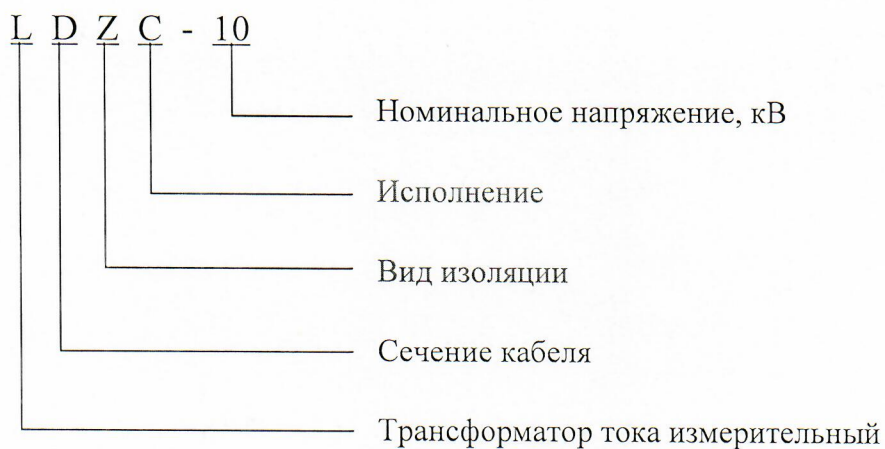 L D Z C - 10
Номинальное напряжение, кВ
Исполнение
Вид изоляции
Сечение кабеля
Трансформатор тока измерительный